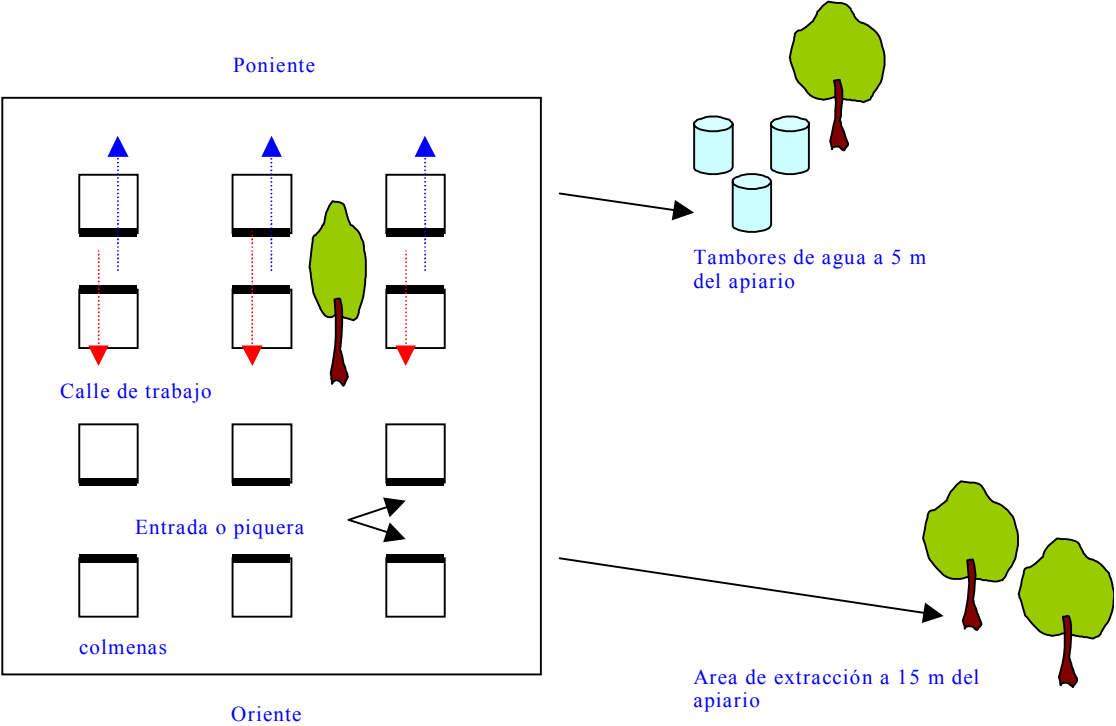 Poniente
Tambores de agua a 5 m
del apiario
Calle de trabajo
Entrada o piquera
colmenas
Area de extracción a 15 m del
apiario
Oriente